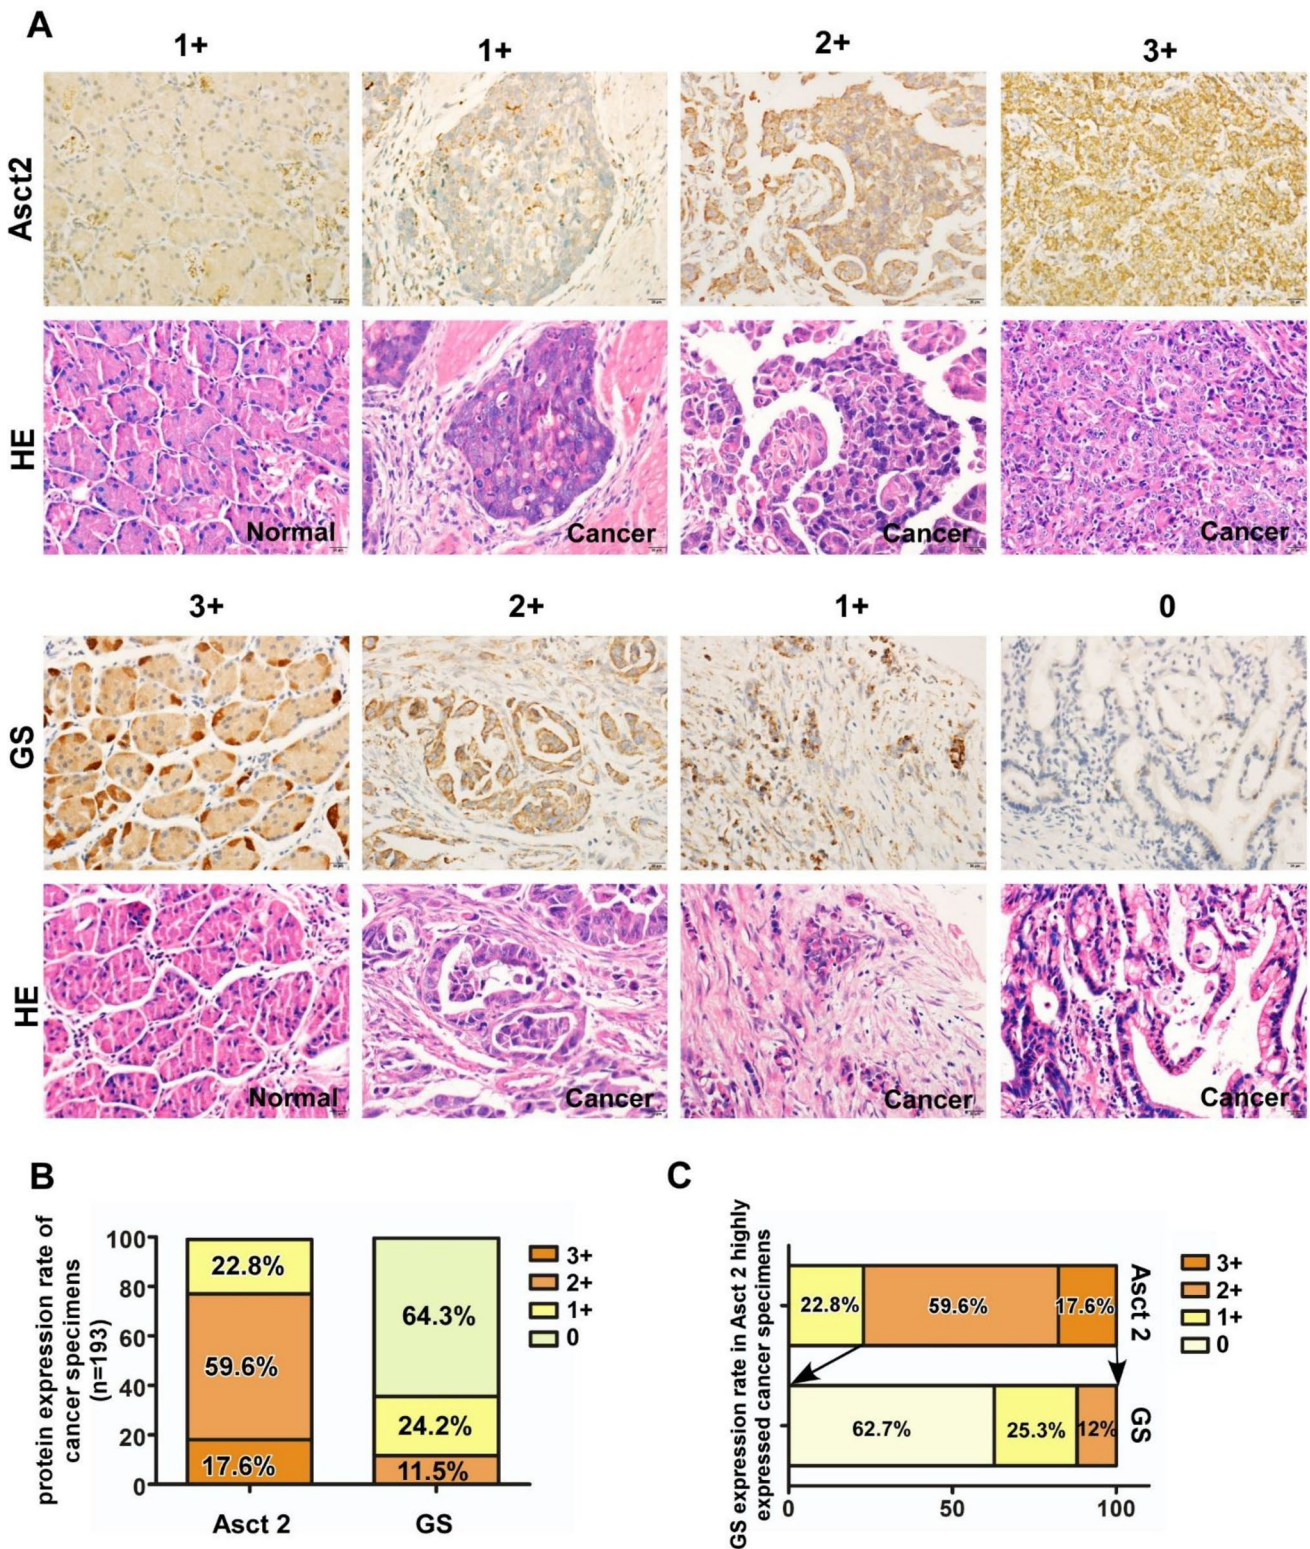 A
1+ 1+ 2+ 3+
Asct2
HE
Normal Cancer Cancer Cancer
3+ 2+ 1+ 0
GS
HE
Normal Cancer Cancer Cancer
B
protein expression rate of
cancer specimens
(n=193)
100
80
60
40
20
0
22.8%
59.6%
17.6%
64.3%
24.2%
11.5%
Asct 2 GS
3+
2+
1+
0
C
GS expression rate in Asct 2 highly
expressed cancer specimens
22.8% 59.6% 17.6%
Asct 2
62.7% 25.3% 12%
GS
0 50 100
3+
2+
1+
0